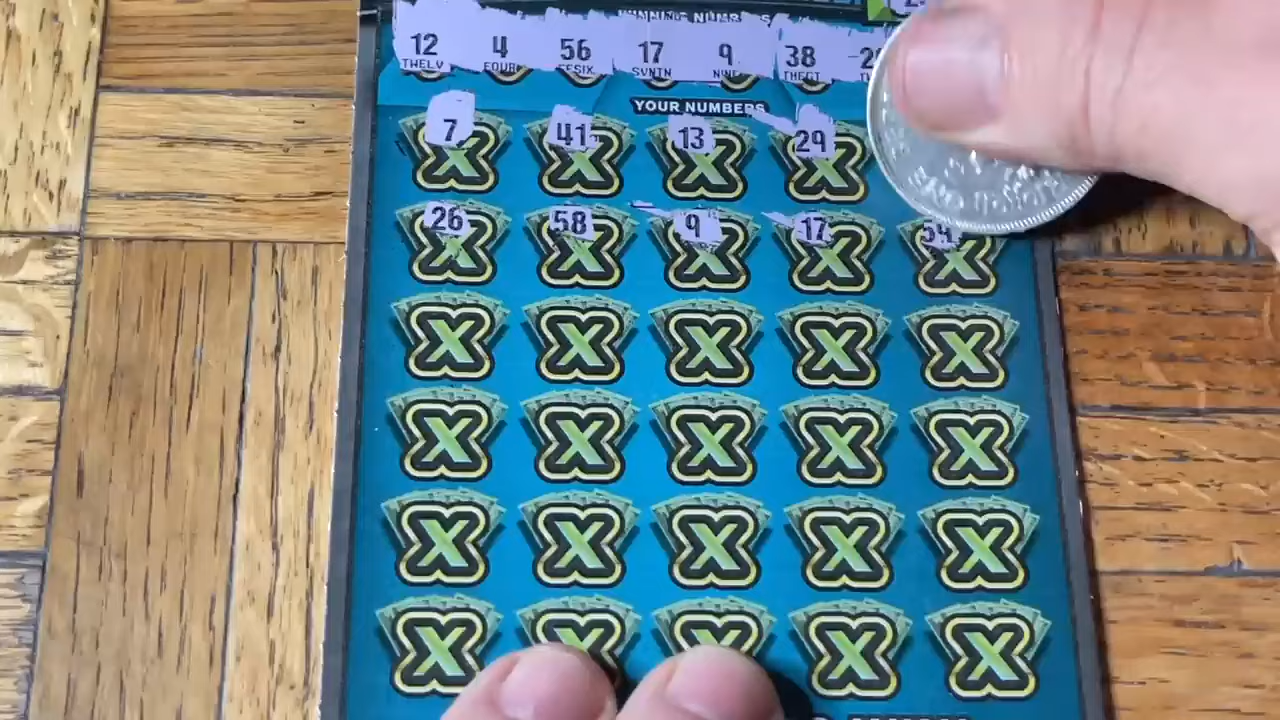 WINNING NUMBERS
12 4 56 17 9 38
TWELV FOUR FFSIX SVNTN NINE THEGT
YOUR NUMBERS
7 41 13 29
26 58 9 17 54
X X X X X
X X X X X
X X X X X
X X X X X